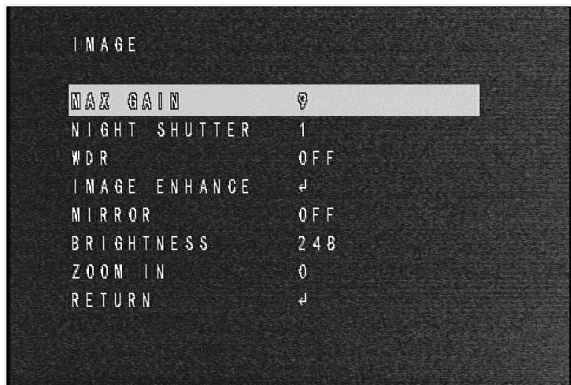 IMAGE
MAX GAIN 9
NIGHT SHUTTER 1
WDR OFF
IMAGE ENHANCE ↲
MIRROR OFF
BRIGHTNESS 248
ZOOM IN 0
RETURN ↲